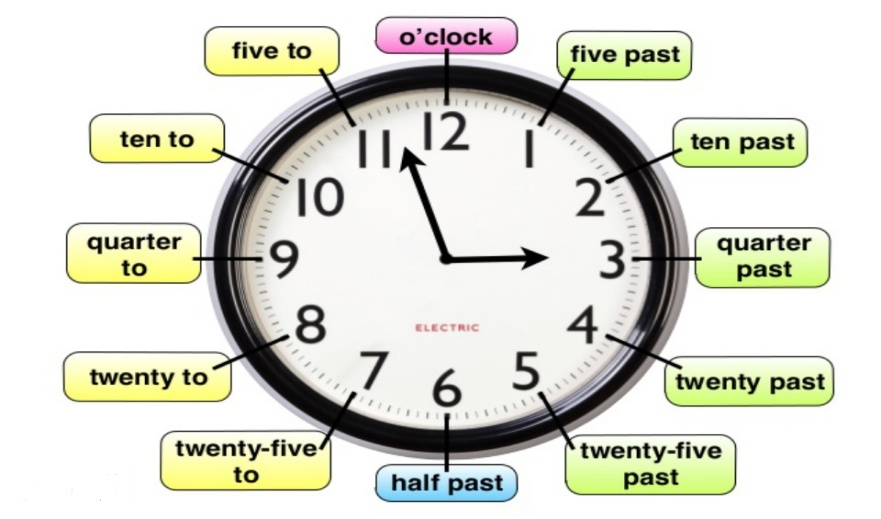 o'clock
five to
five past
ten to
ten past
quarter
to
quarter
past
twenty to
twenty past
twenty-five
to
twenty-five
past
half past
12
1
2
3
4
5
6
7
8
9
10
11
ELECTRIC